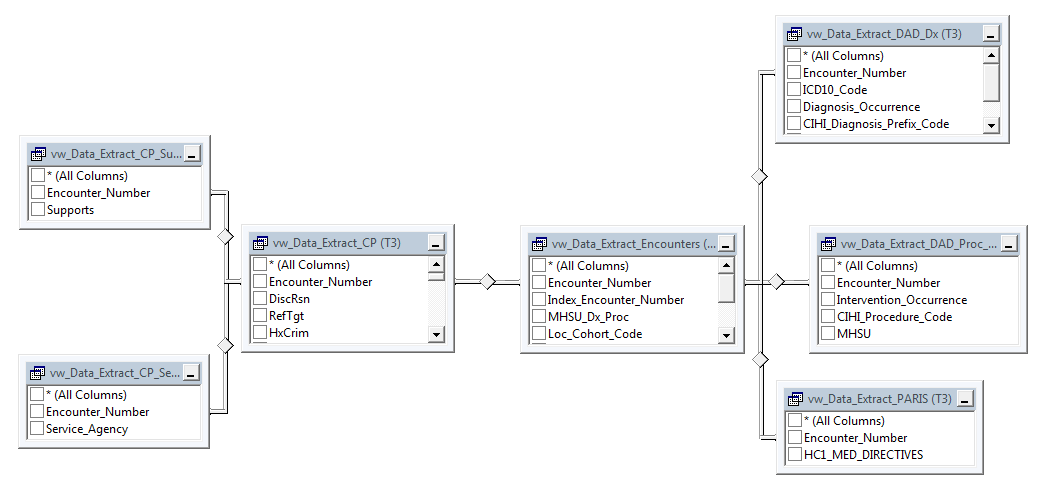 vw_Data_Extract_DAD_Dx (T3)
* (All Columns)
Encounter_Number
ICD10_Code
Diagnosis_Occurrence
CIHI_Diagnosis_Prefix_Code
vw_Data_Extract_CP_Su...
* (All Columns)
Encounter_Number
Supports
vw_Data_Extract_CP (T3)
* (All Columns)
Encounter_Number
DiscRsn
RefTgt
HxCrim
vw_Data_Extract_Encounters (...
* (All Columns)
Encounter_Number
Index_Encounter_Number
MHSU_Dx_Proc
Loc_Cohort_Code
vw_Data_Extract_DAD_Proc_...
* (All Columns)
Encounter_Number
Intervention_Occurrence
CIHI_Procedure_Code
MHSU
vw_Data_Extract_CP_Se...
* (All Columns)
Encounter_Number
Service_Agency
vw_Data_Extract_PARIS (T3)
* (All Columns)
Encounter_Number
HC1_MED_DIRECTIVES